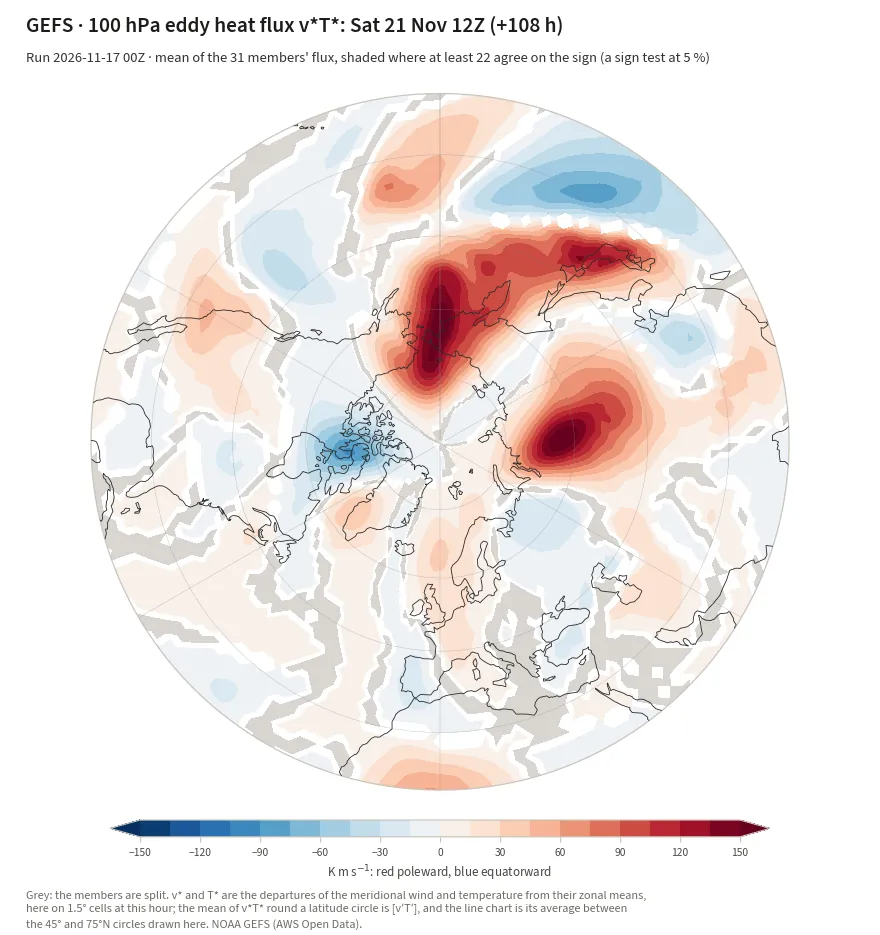 GEFS · 100 hPa eddy heat flux v*T*: Sat 21 Nov 12Z (+108 h)
Run 2026-11-17 00Z · mean of the 31 members' flux, shaded where at least 22 agree on the sign (a sign test at 5 %)
−150 −120 −90 −60 −30 0 30 60 90 120 150
K m s⁻¹: red poleward, blue equatorward
Grey: the members are split. v* and T* are the departures of the meridional wind and temperature from their zonal means,
here on 1.5° cells at this hour; the mean of v*T* round a latitude circle is [v'T'], and the line chart is its average between
the 45° and 75°N circles drawn here. NOAA GEFS (AWS Open Data).